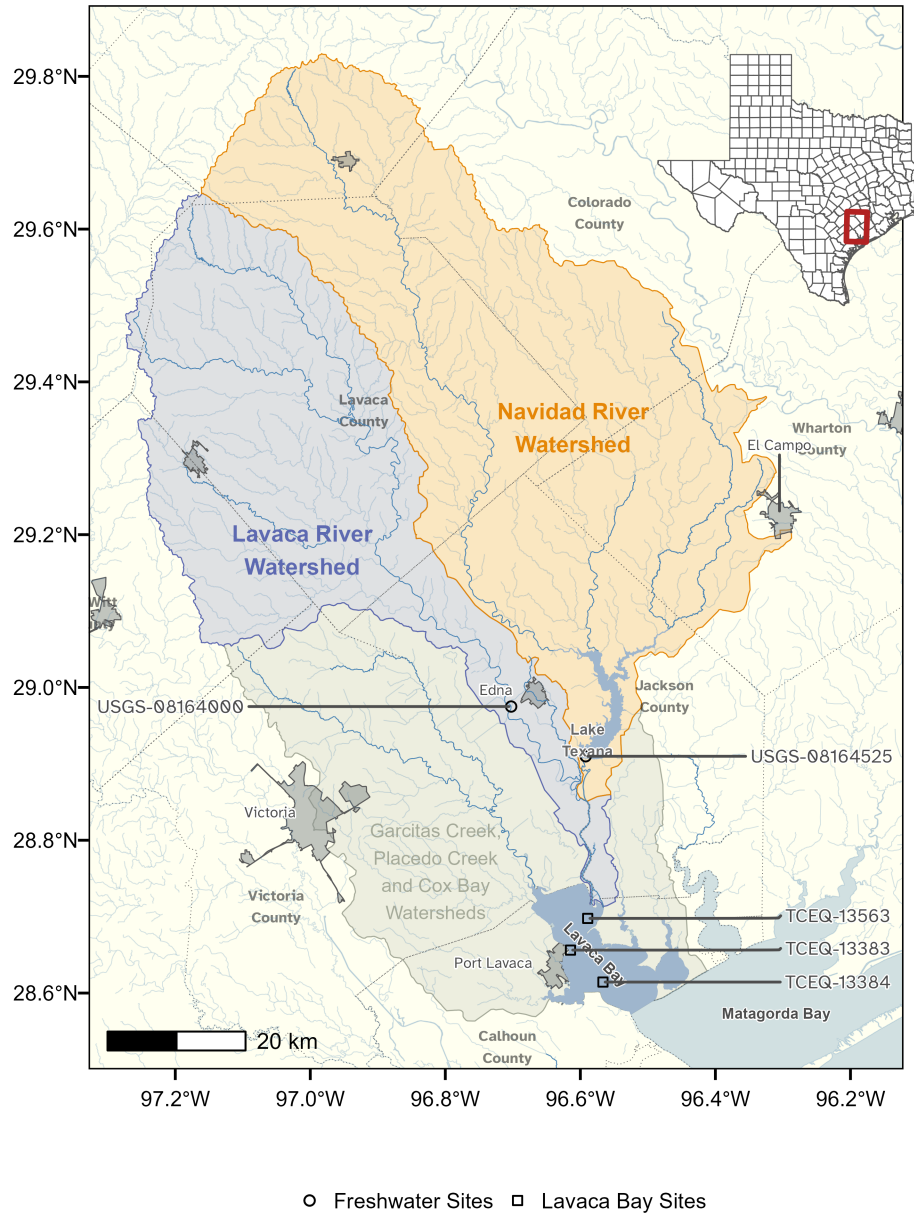 29.8°N
29.6°N
29.4°N
29.2°N
29.0°N
28.8°N
28.6°N
Colorado
County
Lavaca
County
Navidad River
Watershed
Wharton
County
El Campo
Lavaca River
Watershed
Witt
Edna
Jackson
County
USGS-08164000
Lake
Texana
USGS-08164525
Victoria
Garcitas Creek,
Placedo Creek
and Cox Bay
Watersheds
Victoria
County
TCEQ-13563
Lavaca Bay
TCEQ-13383
Port Lavaca
TCEQ-13384
Matagorda Bay
Calhoun
County
20 km
97.2°W
97.0°W
96.8°W
96.6°W
96.4°W
96.2°W
Freshwater Sites
Lavaca Bay Sites